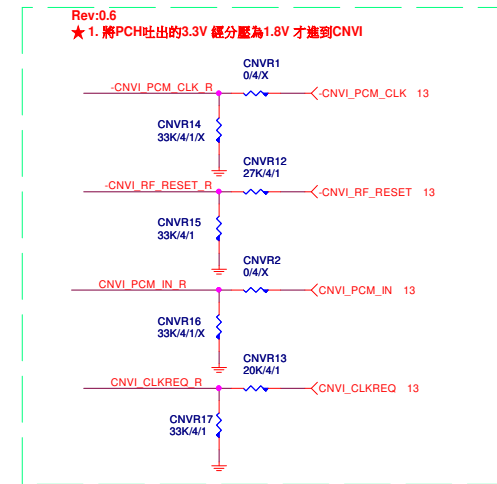 Rev:0.6
★ 1. 將PCH吐出的3.3V 經分壓為1.8V 才進到CNVI
CNVR1
0/4/X
-CNVI_PCM_CLK_R
-CNVI_PCM_CLK 13
CNVR14
33K/4/1/X
CNVR12
27K/4/1
-CNVI_RF_RESET_R
-CNVI_RF_RESET 13
CNVR15
33K/4/1
CNVR2
0/4/X
CNVI_PCM_IN_R
CNVI_PCM_IN 13
CNVR16
33K/4/1/X
CNVR13
20K/4/1
CNVI_CLKREQ_R
CNVI_CLKREQ 13
CNVR17
33K/4/1